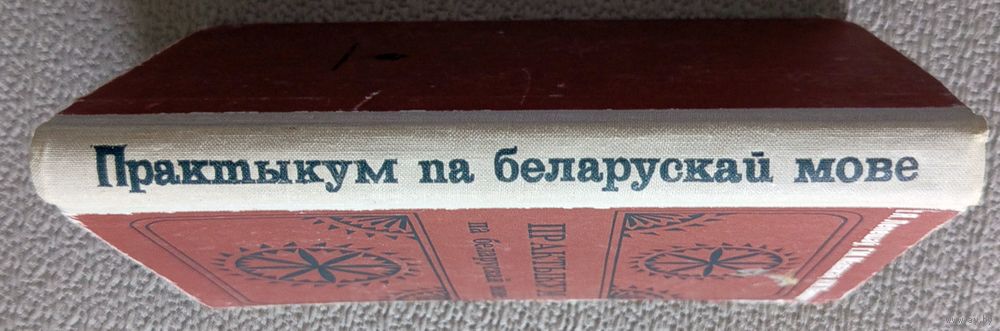 Практыкум па беларускай мове
ПРАКТЫКУМ
па беларускай мове